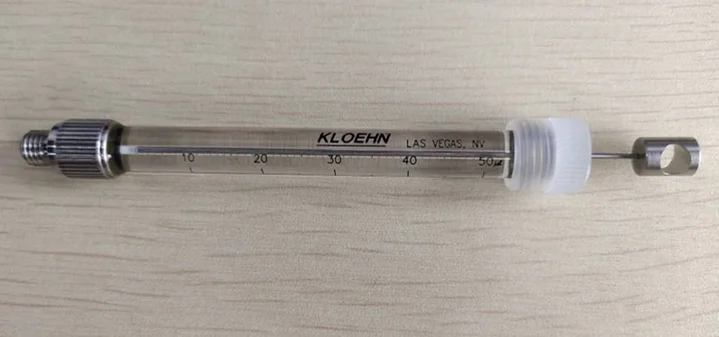 KLOEHN LAS VEGAS, NV
10 20 30 40 50µL